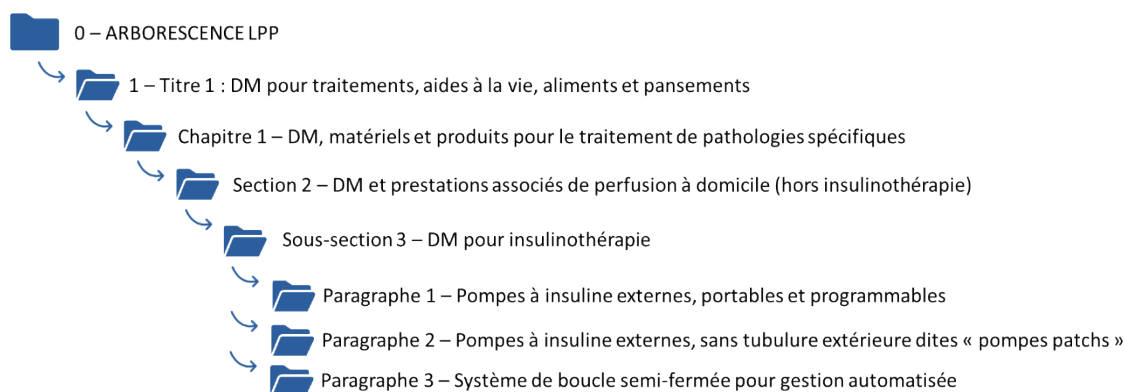 0 – ARBORESCENCE LPP
1 – Titre 1 : DM pour traitements, aides à la vie, aliments et pansements
Chapitre 1 – DM, matériels et produits pour le traitement de pathologies spécifiques
Section 2 – DM et prestations associés de perfusion à domicile (hors insulinothérapie)
Sous-section 3 – DM pour insulinothérapie
Paragraphe 1 – Pompes à insuline externes, portables et programmables
Paragraphe 2 – Pompes à insuline externes, sans tubulure extérieure dites « pompes patchs »
Paragraphe 3 – Système de boucle semi-fermée pour gestion automatisée